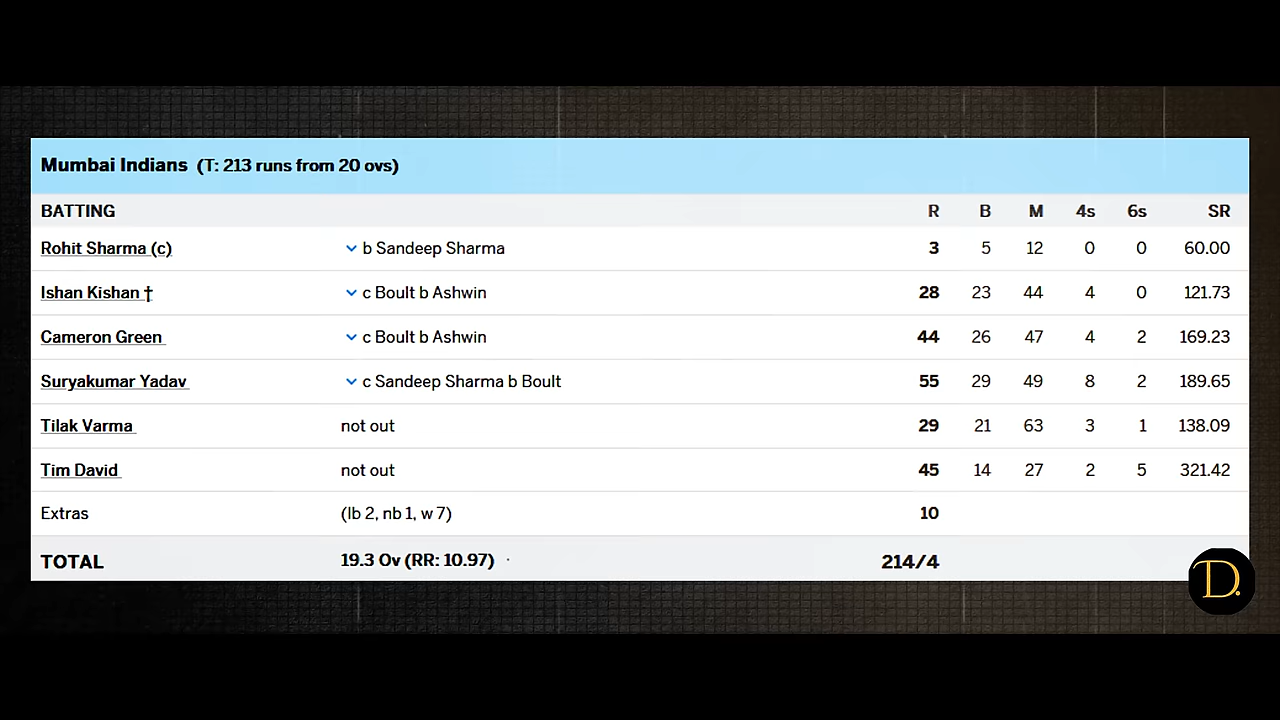 Mumbai Indians (T: 213 runs from 20 ovs)
BATTING R B M 4s 6s SR
Rohit Sharma (c) b Sandeep Sharma 3 5 12 0 0 60.00
Ishan Kishan † c Boult b Ashwin 28 23 44 4 0 121.73
Cameron Green c Boult b Ashwin 44 26 47 4 2 169.23
Suryakumar Yadav c Sandeep Sharma b Boult 55 29 49 8 2 189.65
Tilak Varma not out 29 21 63 3 1 138.09
Tim David not out 45 14 27 2 5 321.42
Extras (lb 2, nb 1, w 7) 10
TOTAL 19.3 Ov (RR: 10.97) 214/4
D.